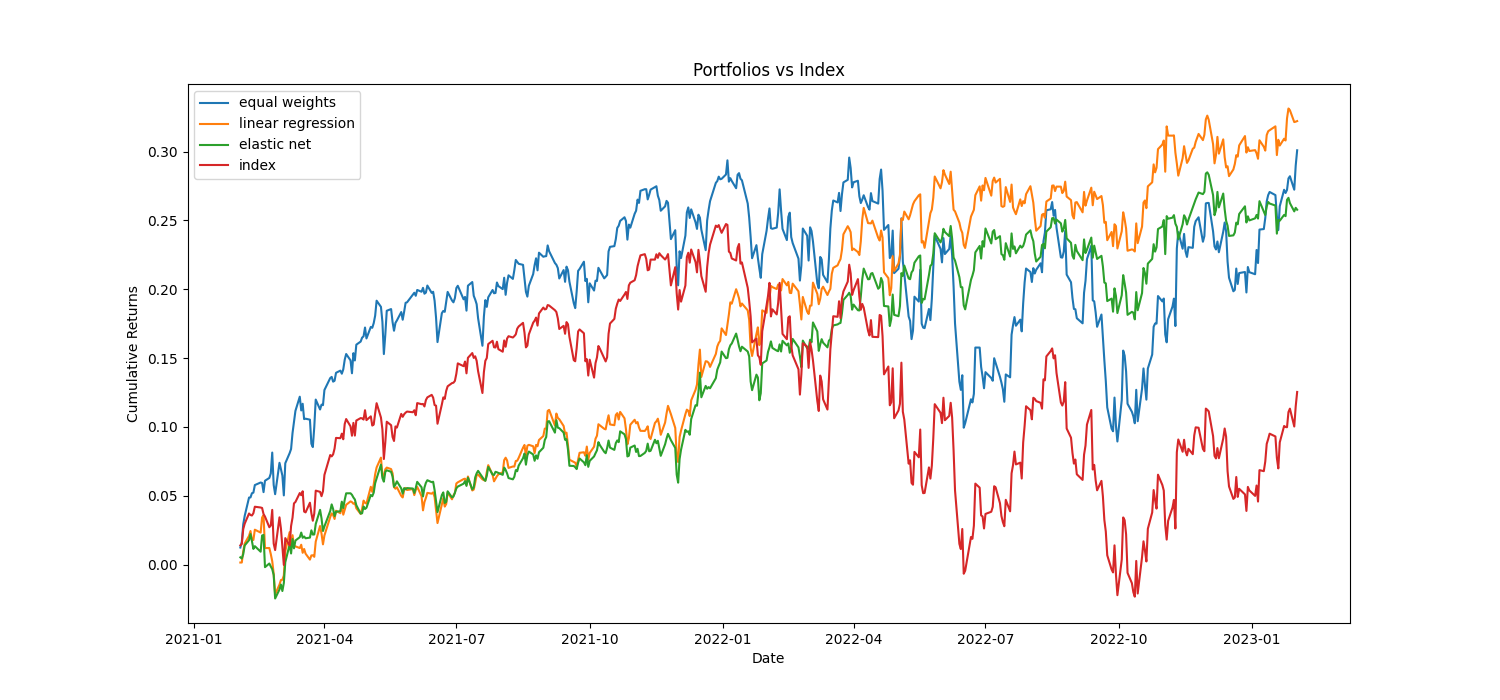 Portfolios vs Index
equal weights
linear regression
elastic net
index
Cumulative Returns
0.30
0.25
0.20
0.15
0.10
0.05
0.00
2021-01 2021-04 2021-07 2021-10 2022-01 2022-04 2022-07 2022-10 2023-01
Date